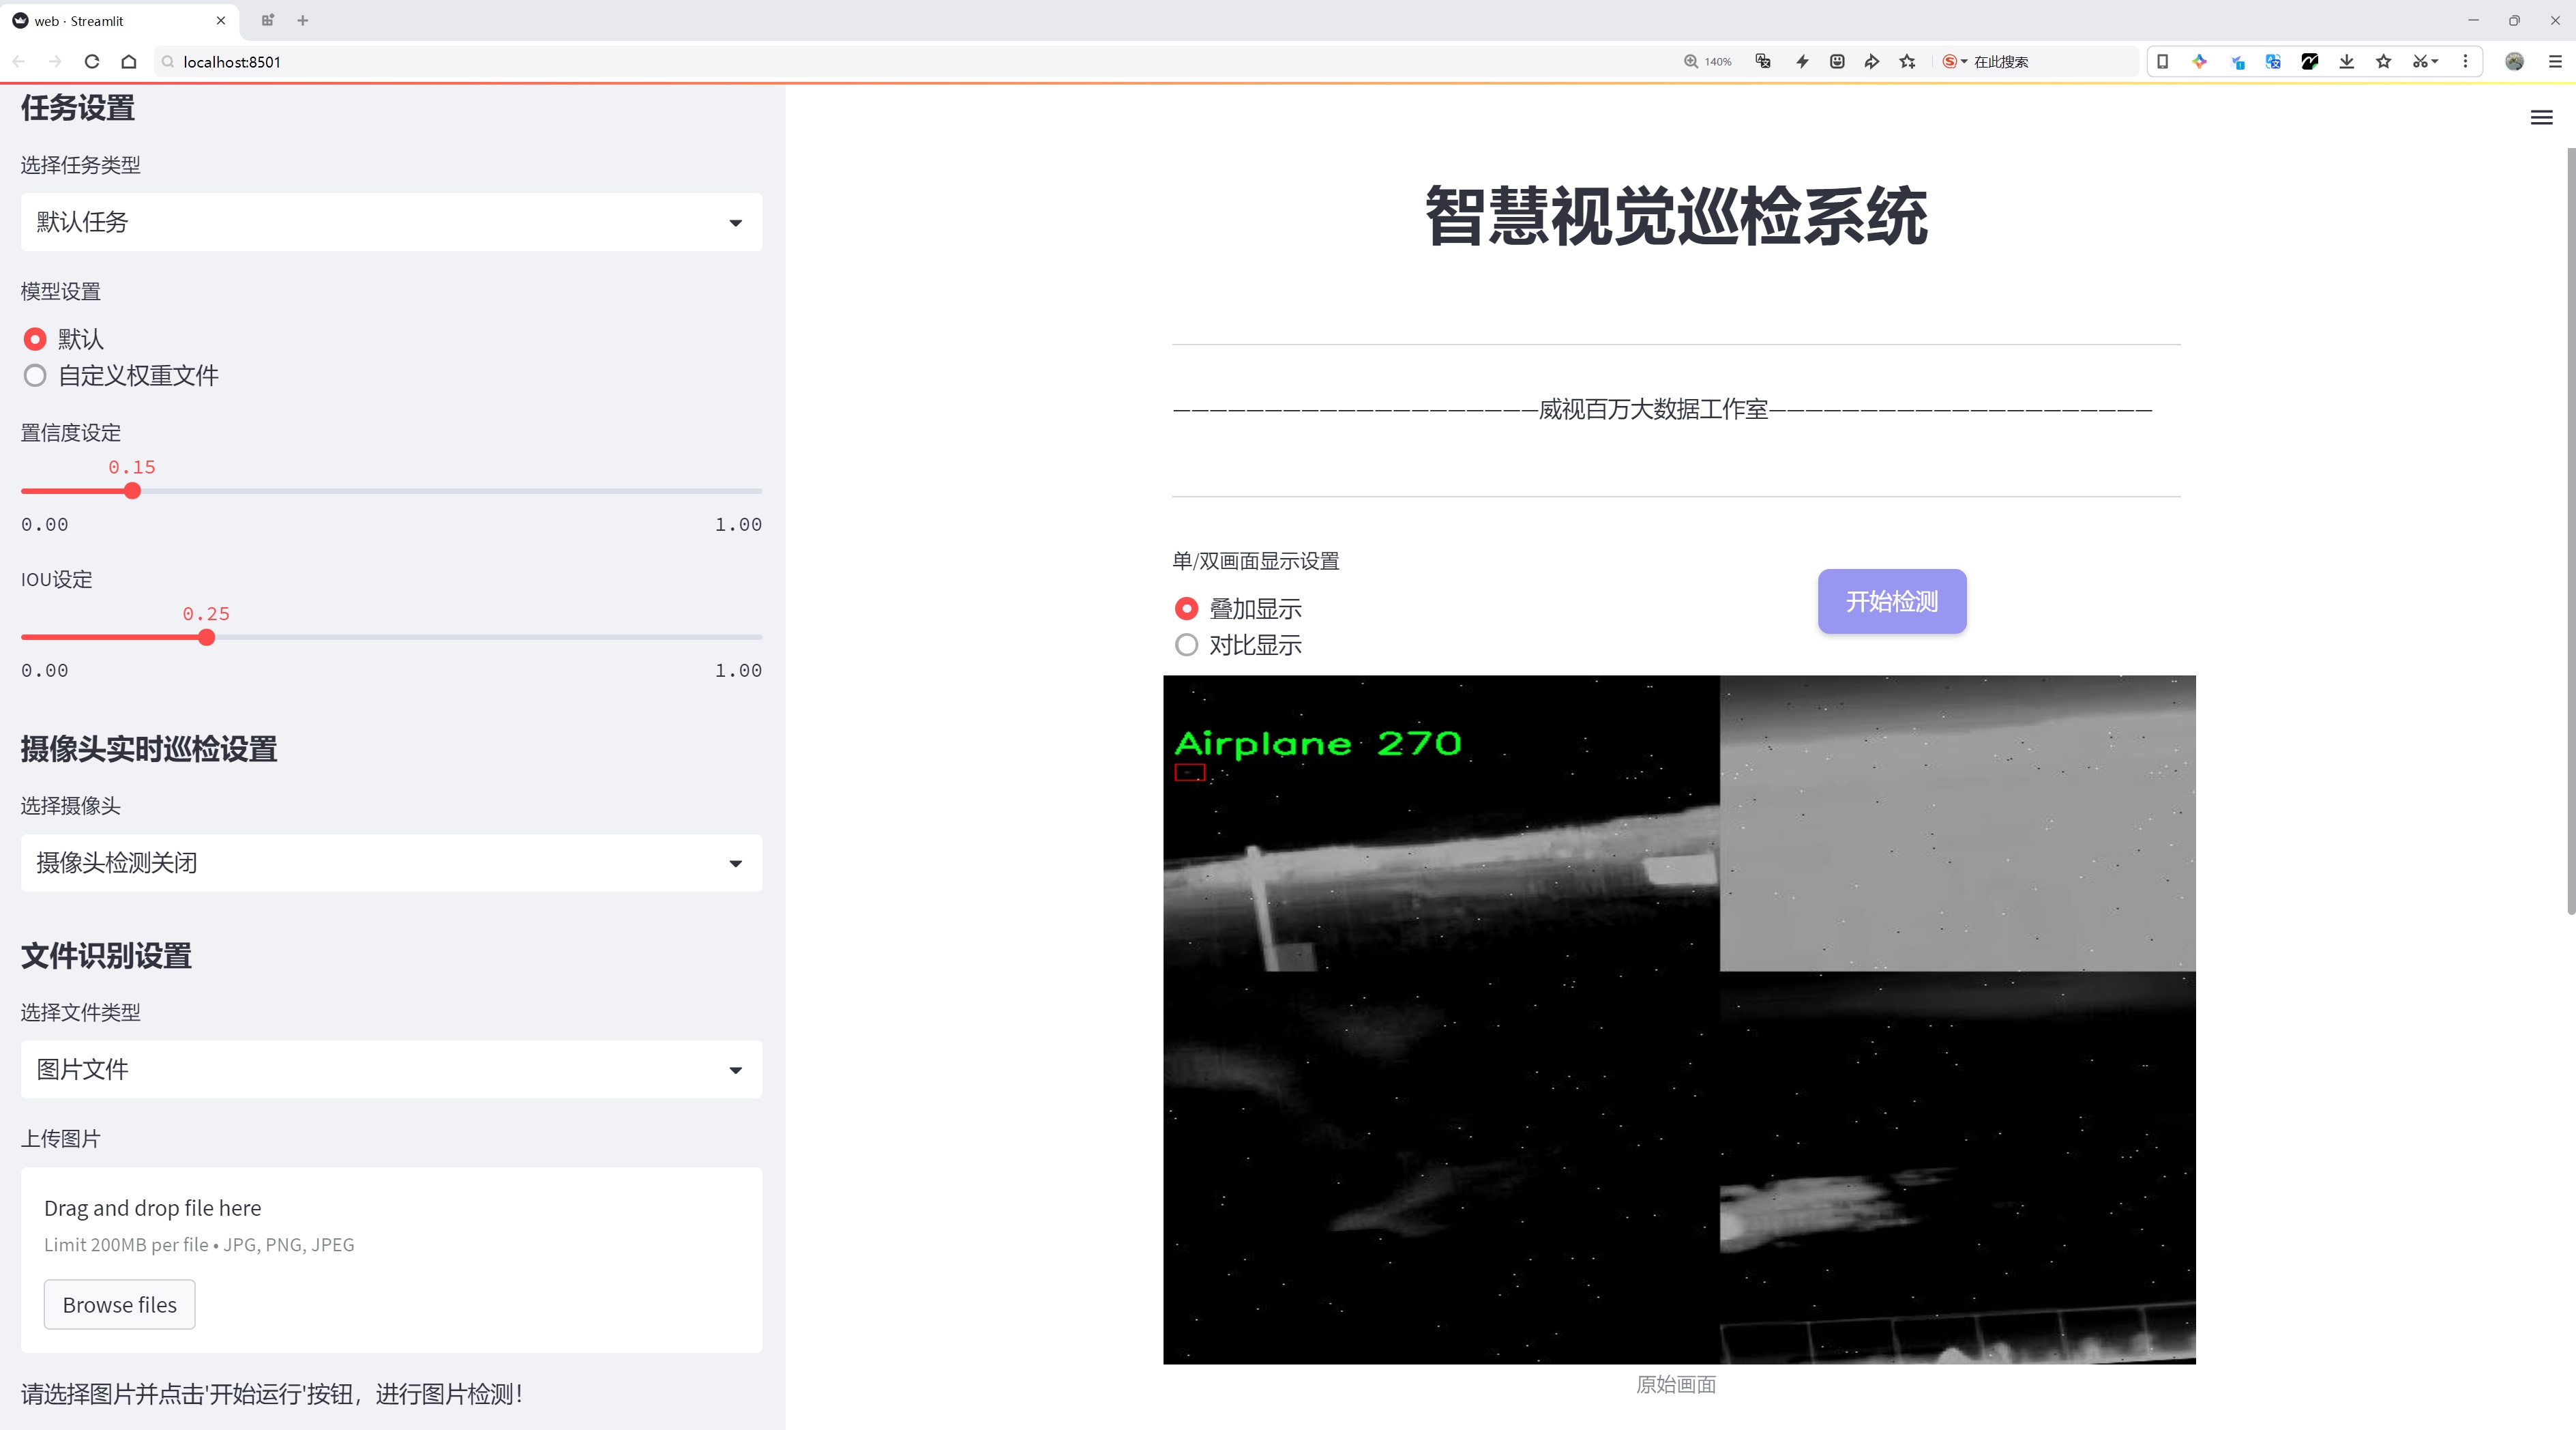 web · Streamlit
localhost:8501
140%
在此搜索
任务设置
选择任务类型
默认任务
模型设置
默认
自定义权重文件
置信度设定
0.15
0.00
1.00
IOU设定
0.25
0.00
1.00
摄像头实时巡检设置
选择摄像头
摄像头检测关闭
文件识别设置
选择文件类型
图片文件
上传图片
Drag and drop file here
Limit 200MB per file • JPG, PNG, JPEG
Browse files
请选择图片并点击'开始运行'按钮，进行图片检测！
智慧视觉巡检系统
————————————————————威视百万大数据工作室—————————————————————
单/双画面显示设置
叠加显示
对比显示
开始检测
Airplane 270
原始画面